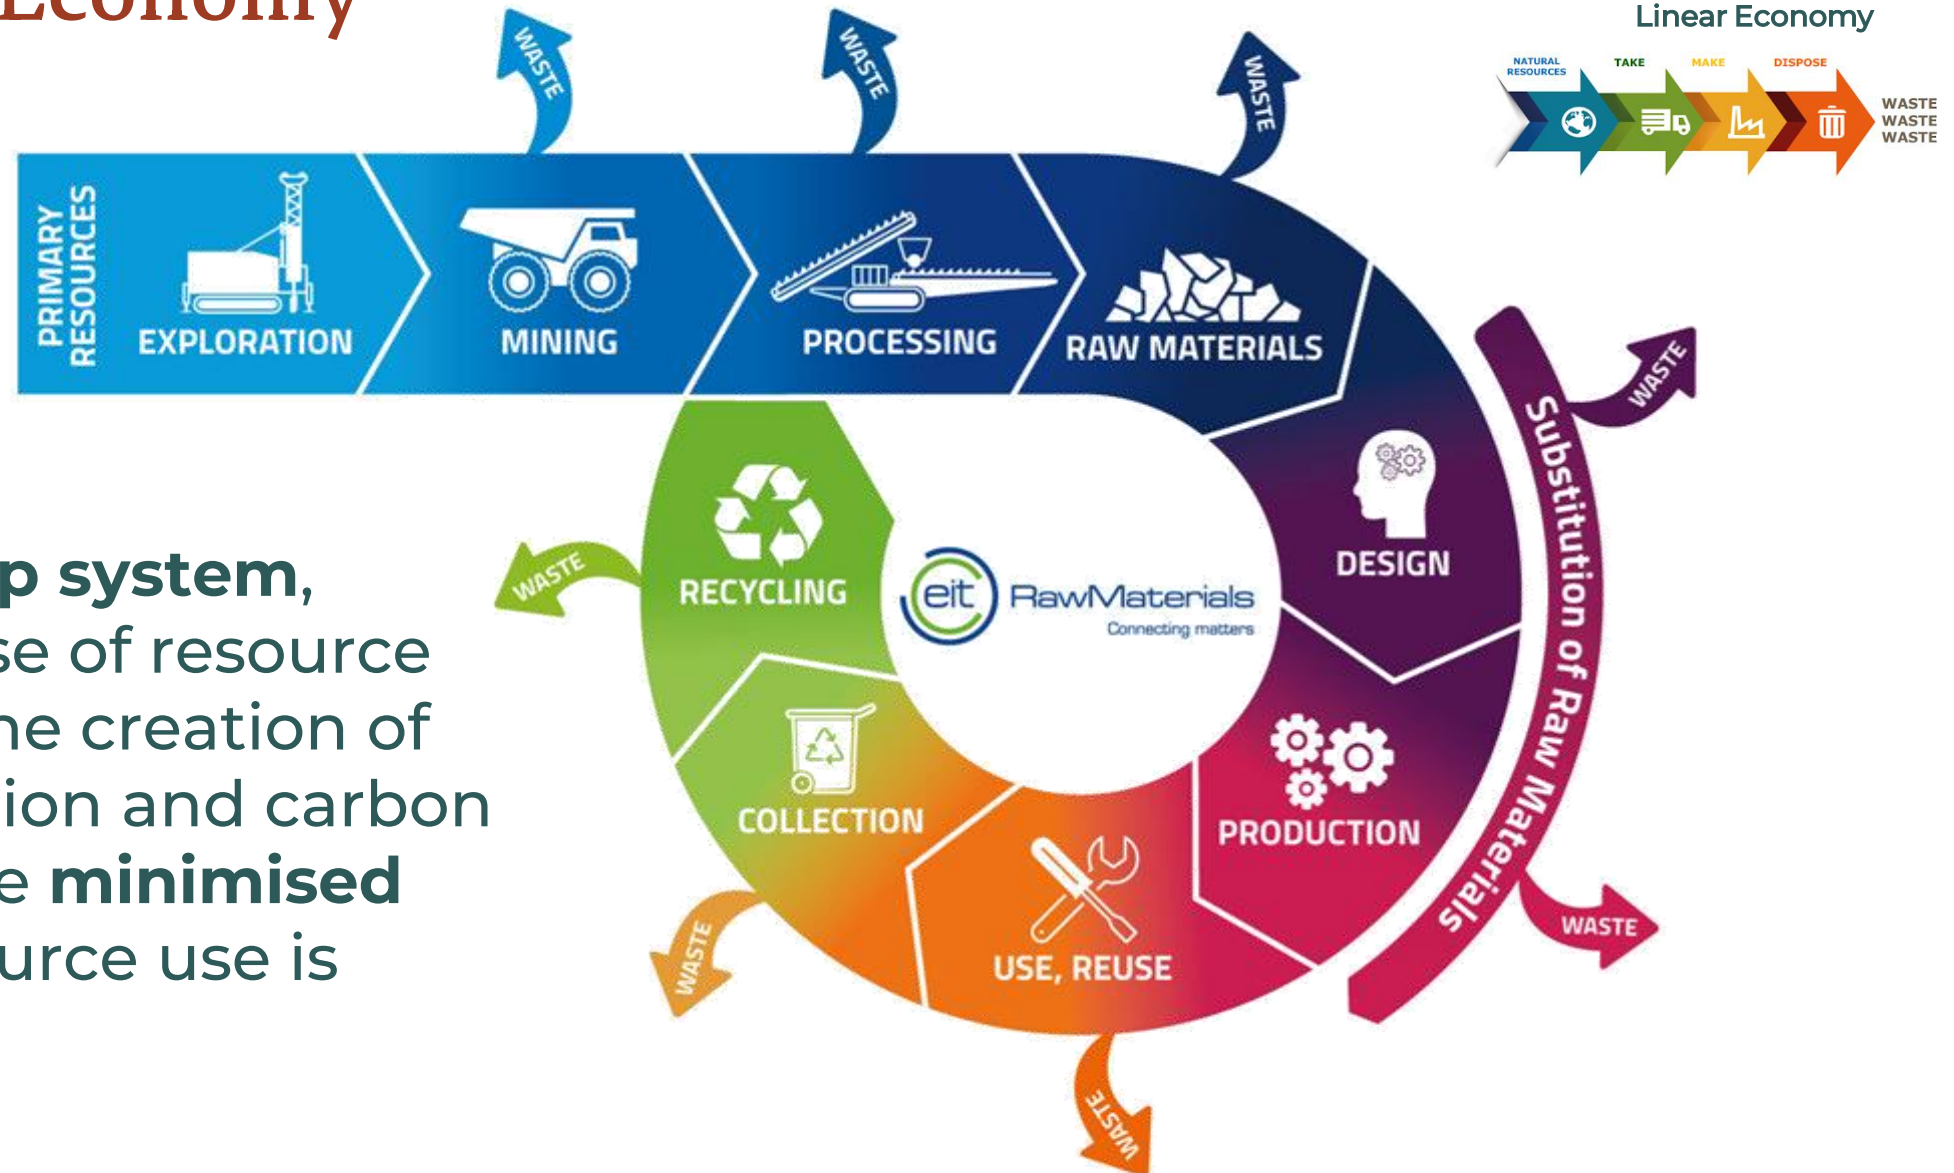 Economy
Linear Economy
NATURAL
RESOURCES
TAKE
MAKE
DISPOSE
WASTE
WASTE
WASTE
WASTE
WASTE
WASTE
PRIMARY
RESOURCES
EXPLORATION
MINING
PROCESSING
RAW MATERIALS
WASTE
Substitution of Raw Materials
DESIGN
RECYCLING
WASTE
eit RawMaterials
Connecting matters
PRODUCTION
COLLECTION
USE, REUSE
WASTE
WASTE
WASTE
p system,
se of resource
ne creation of
tion and carbon
e minimised
urce use is